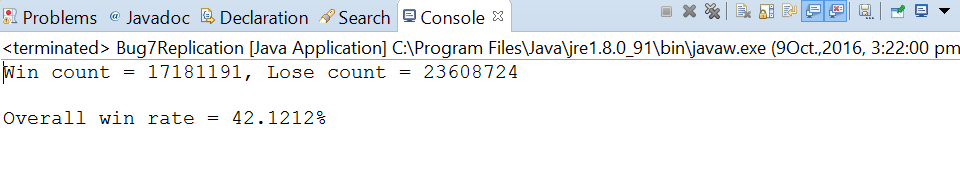 Problems @ Javadoc Declaration Search Console
<terminated> Bug7Replication [Java Application] C:\Program Files\Java\jre1.8.0_91\bin\javaw.exe (9Oct.,2016, 3:22:00 pm
Win count = 17181191, Lose count = 23608724
Overall win rate = 42.1212%